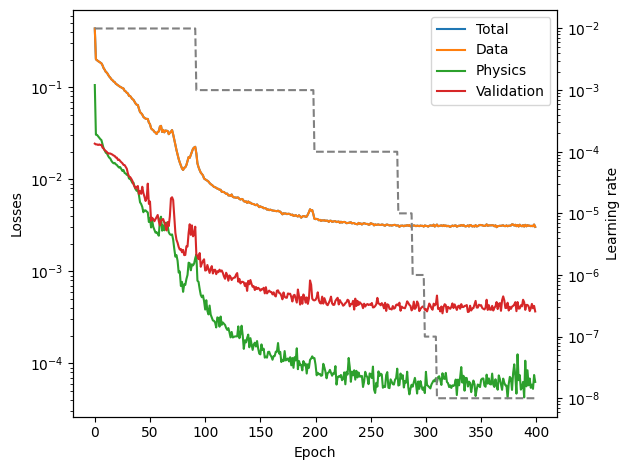 Total
Data
Physics
Validation
Losses
Learning rate
10⁻¹
10⁻²
10⁻³
10⁻⁴
10⁻²
10⁻³
10⁻⁴
10⁻⁵
10⁻⁶
10⁻⁷
10⁻⁸
0 50 100 150 200 250 300 350 400
Epoch